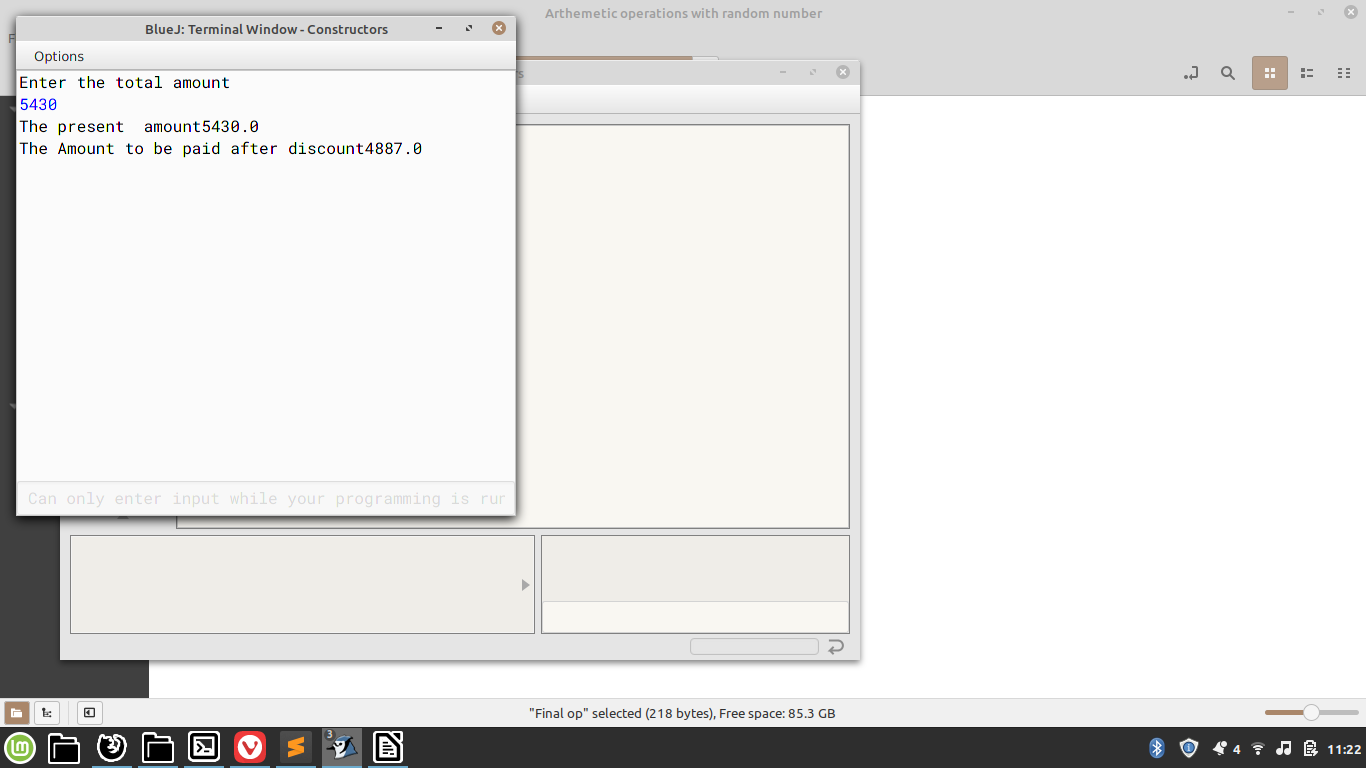 Arthemetic operations with random number
BlueJ: Terminal Window - Constructors
Options
Enter the total amount
5430
The present  amount5430.0
The Amount to be paid after discount4887.0
Can only enter input while your programming is run
"Final op" selected (218 bytes), Free space: 85.3 GB
3
4
11:22